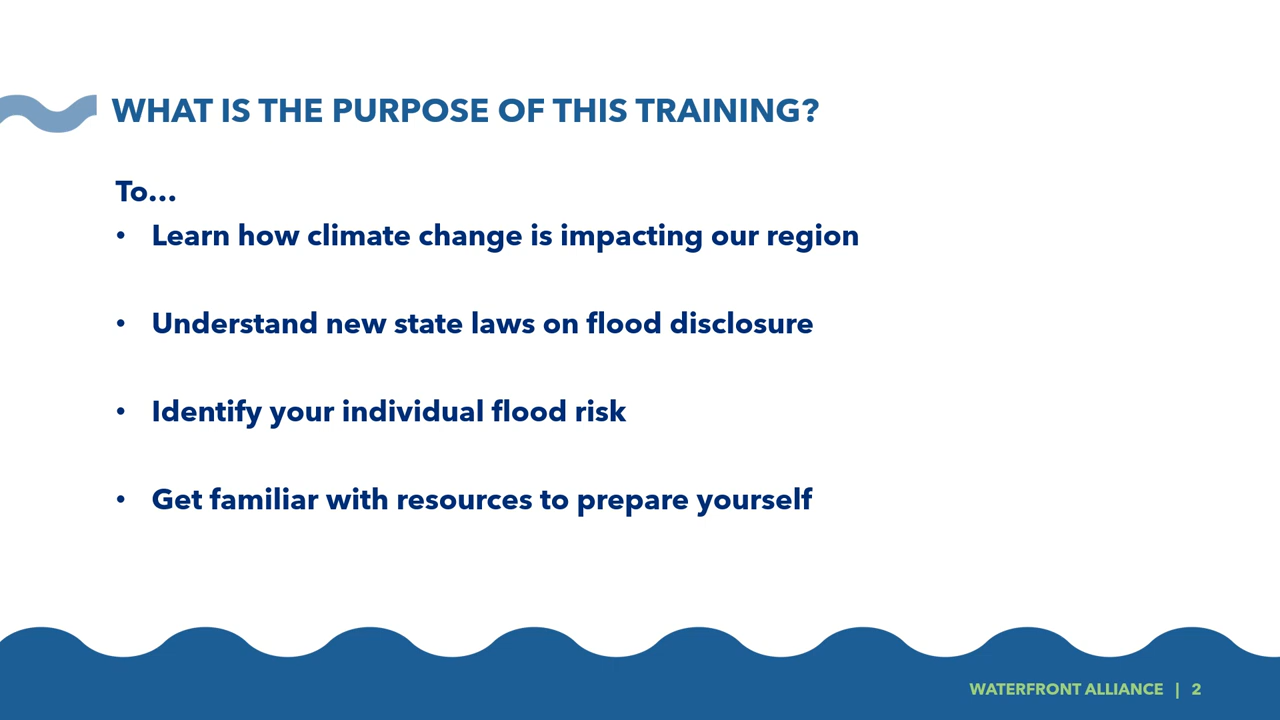 WHAT IS THE PURPOSE OF THIS TRAINING?
To...
• Learn how climate change is impacting our region
• Understand new state laws on flood disclosure
• Identify your individual flood risk
• Get familiar with resources to prepare yourself
WATERFRONT ALLIANCE | 2